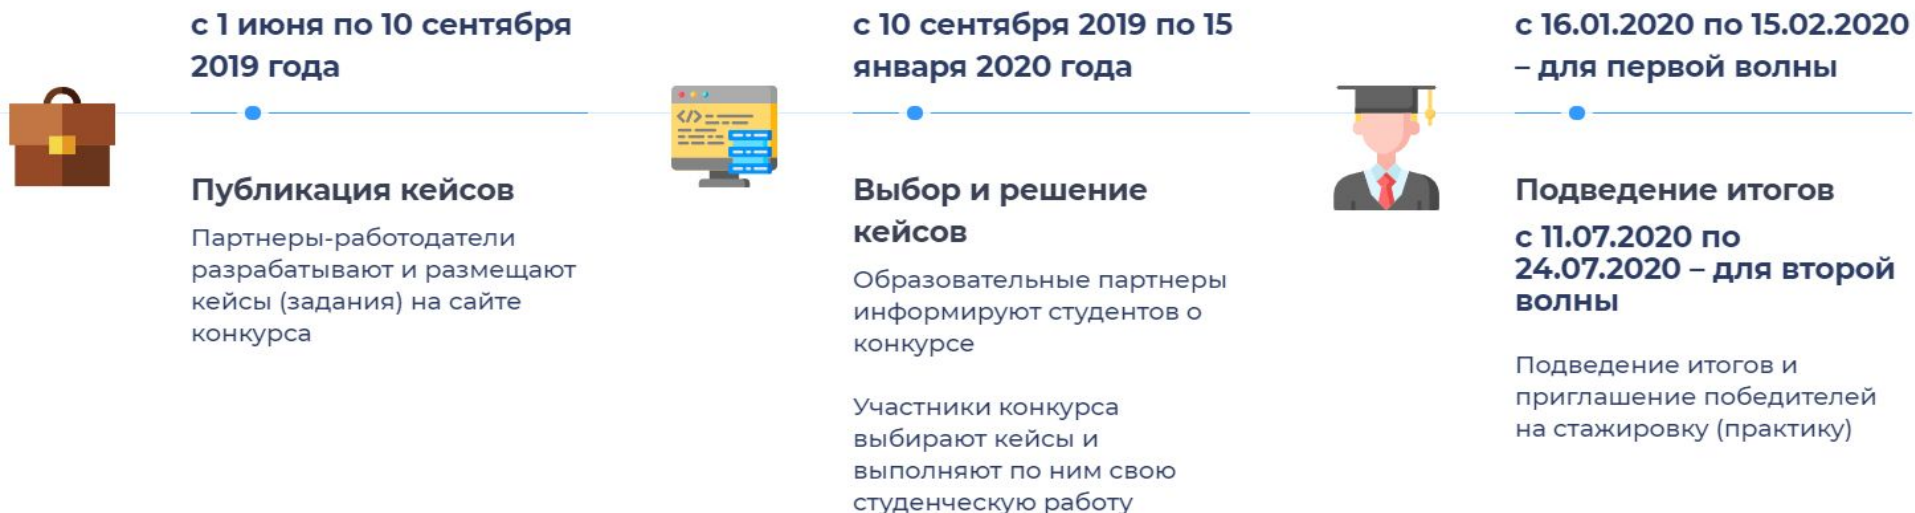 с 1 июня по 10 сентября
2019 года
Публикация кейсов
Партнеры-работодатели
разрабатывают и размещают
кейсы (задания) на сайте
конкурса
с 10 сентября 2019 по 15
января 2020 года
</>
Выбор и решение
кейсов
Образовательные партнеры
информируют студентов о
конкурсе
Участники конкурса
выбирают кейсы и
выполняют по ним свою
студенческую работу
с 16.01.2020 по 15.02.2020
– для первой волны
Подведение итогов
с 11.07.2020 по
24.07.2020 – для второй
волны
Подведение итогов и
приглашение победителей
на стажировку (практику)